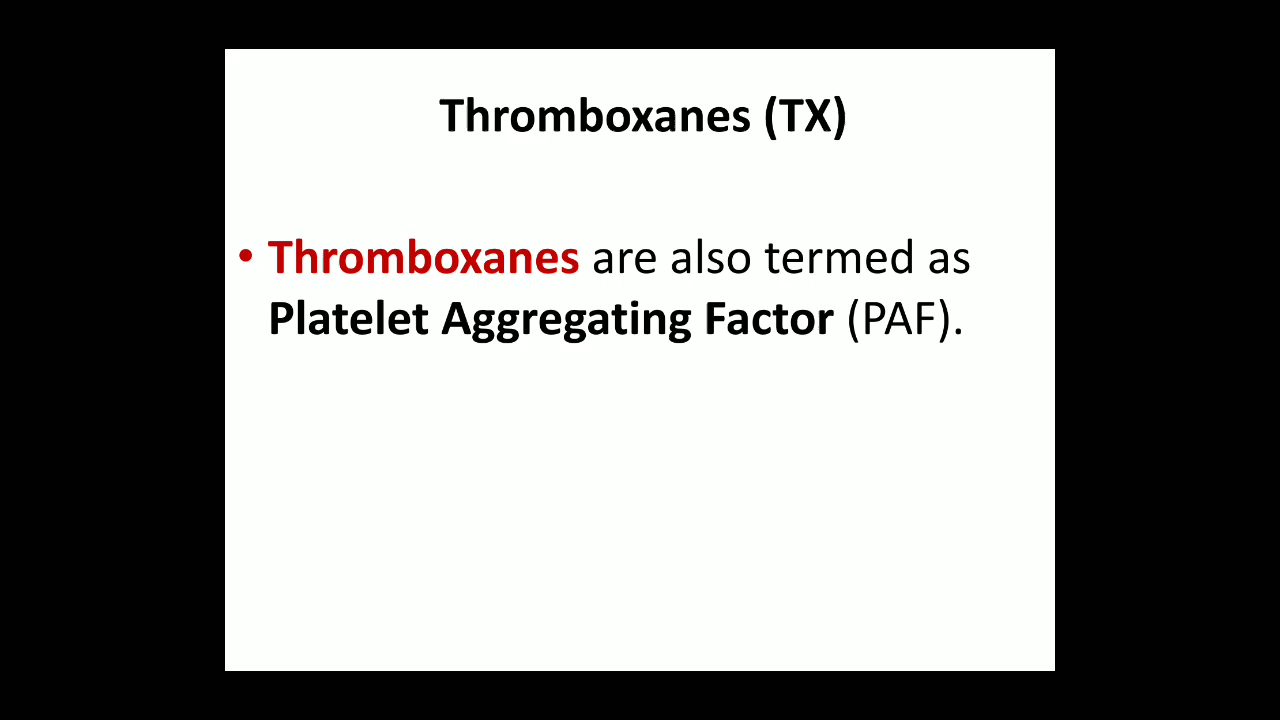 Thromboxanes (TX)
• Thromboxanes are also termed as
Platelet Aggregating Factor (PAF).